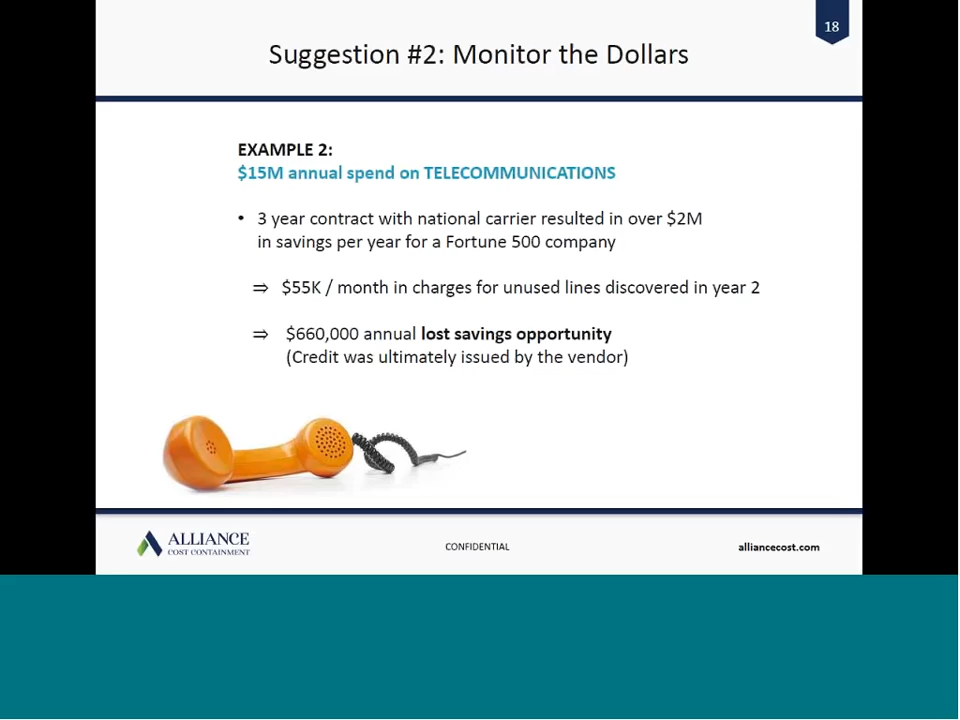 18
Suggestion #2: Monitor the Dollars
EXAMPLE 2:
$15M annual spend on TELECOMMUNICATIONS
• 3 year contract with national carrier resulted in over $2M
in savings per year for a Fortune 500 company
⇒ $55K / month in charges for unused lines discovered in year 2
⇒ $660,000 annual lost savings opportunity
(Credit was ultimately issued by the vendor)
ALLIANCE
COST CONTAINMENT
CONFIDENTIAL
alliancecost.com